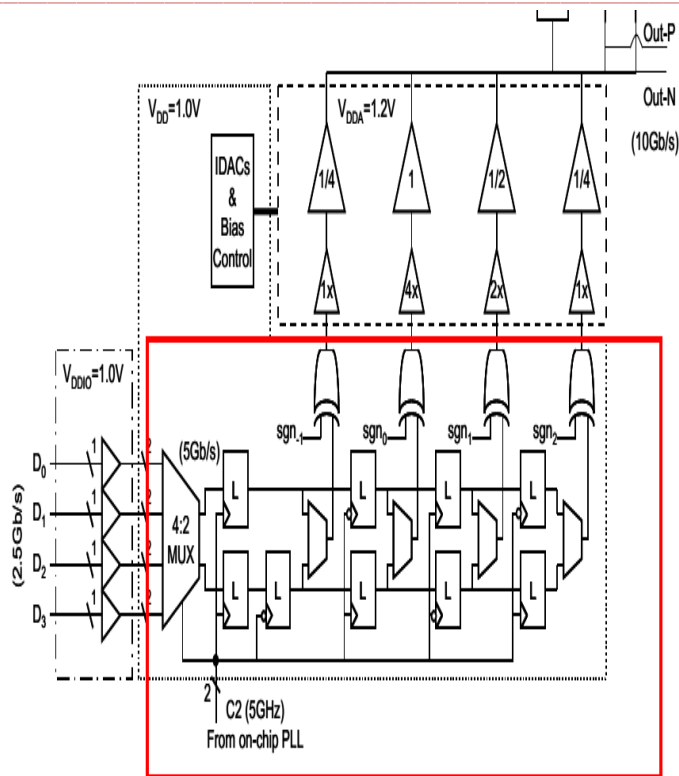 Out-P
Out-N
(10Gb/s)
V_DD=1.0V
V_DDA=1.2V
IDACs
&
Bias
Control
1/4
1
1/2
1/4
1x
4x
2x
1x
V_DDIO=1.0V
sgn_-1
sgn_0
sgn_1
sgn_2
(5Gb/s)
(2.5Gb/s)
D_0
D_1
D_2
D_3
1
1
1
1
2
2
2
2
4:2
MUX
L
L
L
L
L
L
L
L
L
2
C2 (5GHz)
From on-chip PLL